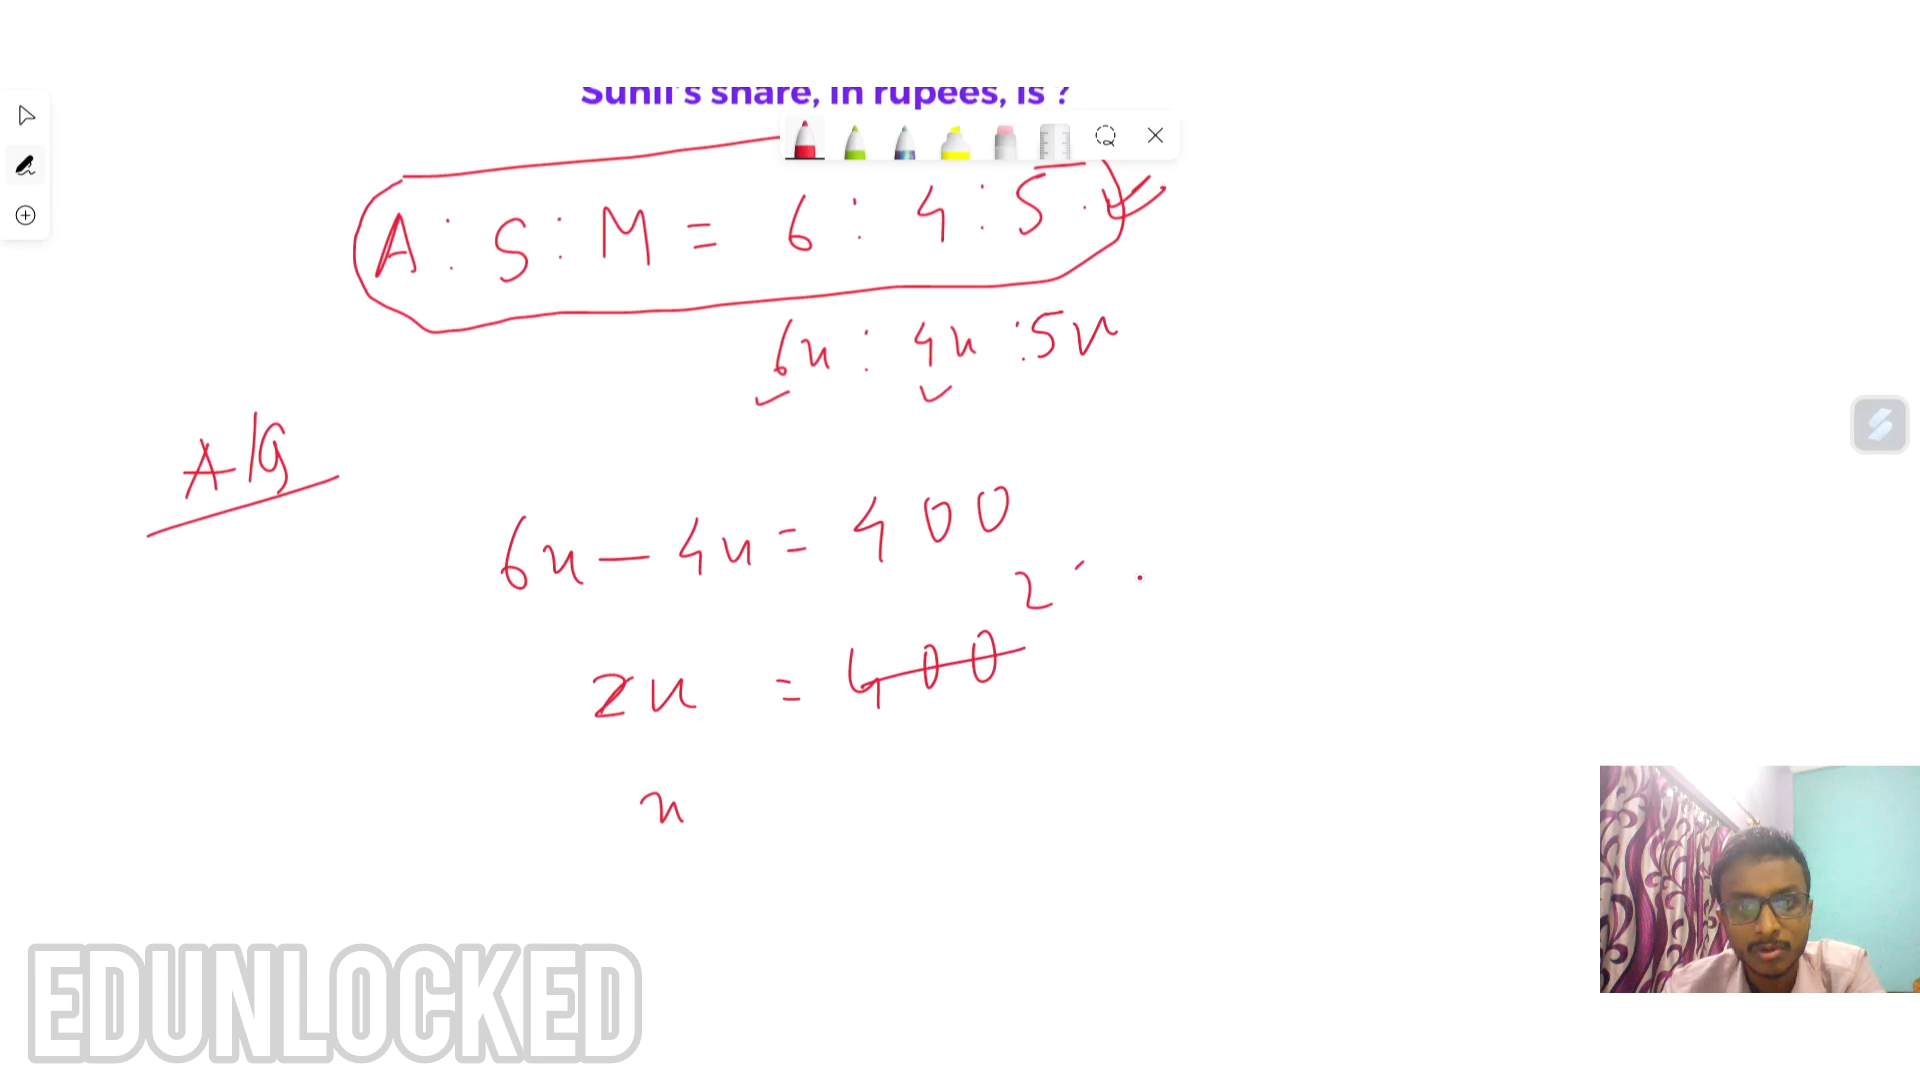 Sunil's share, in rupees, is ?
A : S : M = 6 : 4 : 5
6x : 4x : 5x
A/Q
6x - 4x = 400
2
2x = 400
x
EDUNLOCKED